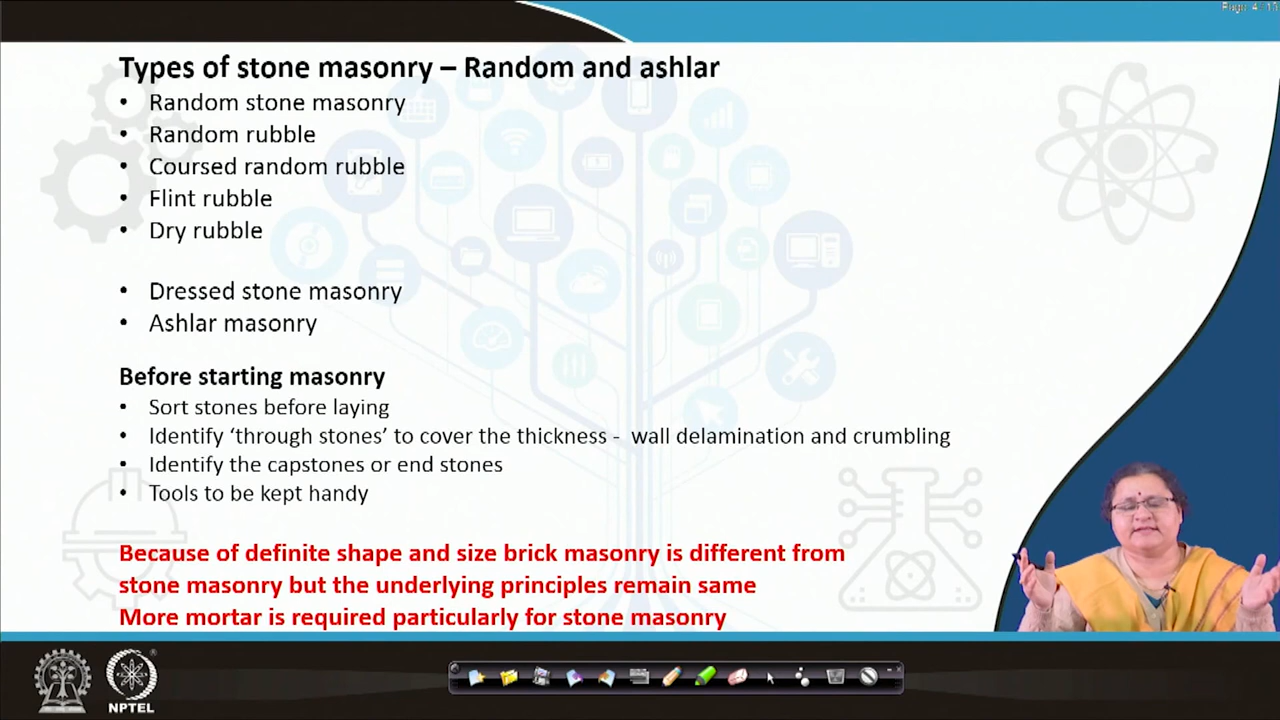 Types of stone masonry – Random and ashlar
• Random stone masonry
• Random rubble
• Coursed random rubble
• Flint rubble
• Dry rubble
• Dressed stone masonry
• Ashlar masonry
Before starting masonry
• Sort stones before laying
• Identify ‘through stones’ to cover the thickness - wall delamination and crumbling
• Identify the capstones or end stones
• Tools to be kept handy
Because of definite shape and size brick masonry is different from
stone masonry but the underlying principles remain same
More mortar is required particularly for stone masonry
NPTEL